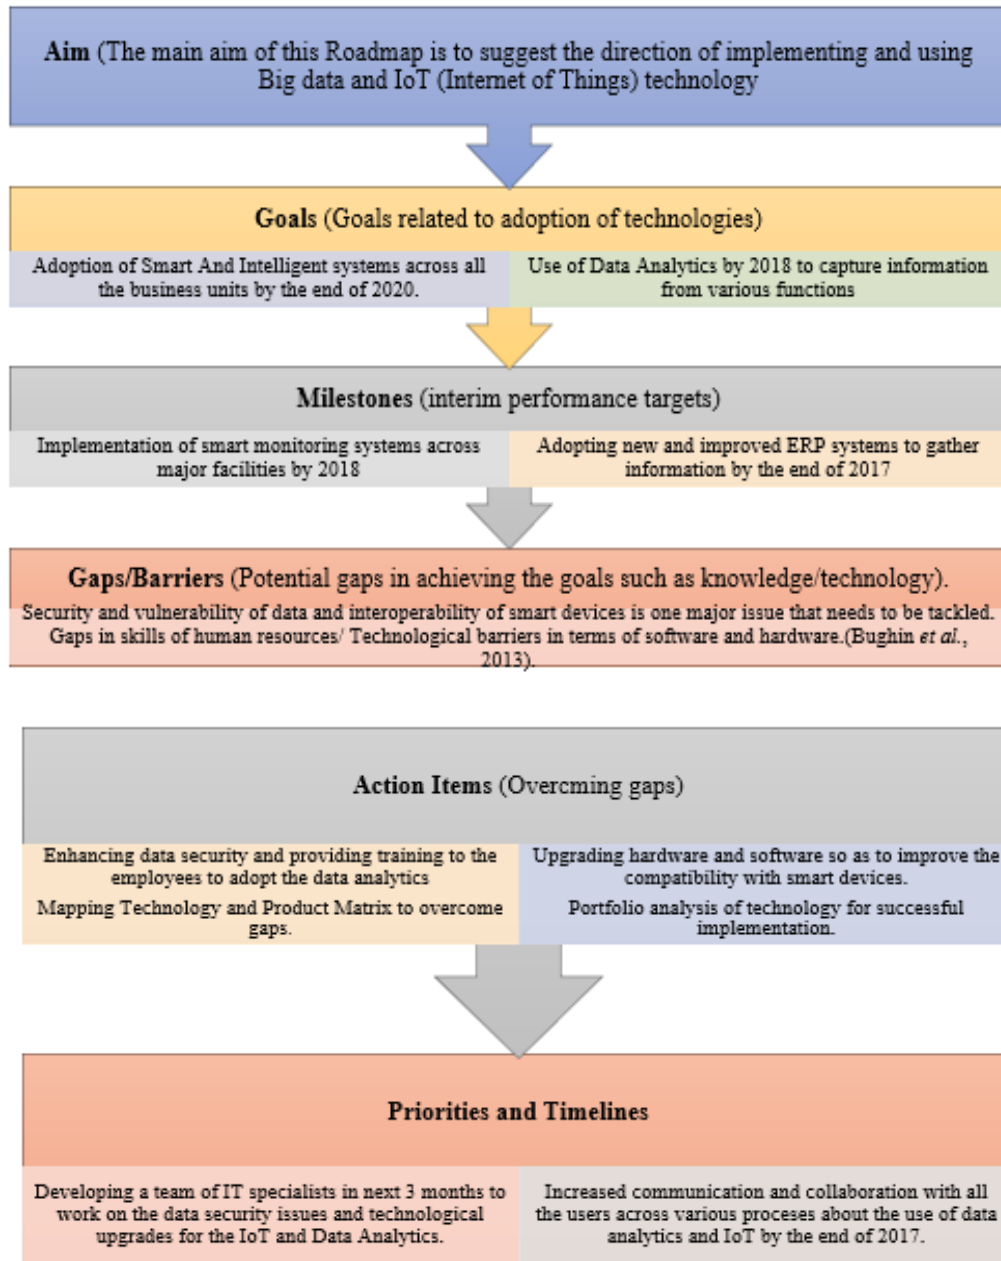 Aim (The main aim of this Roadmap is to suggest the direction of implementing and using
Big data and IoT (Internet of Things) technology
Goals (Goals related to adoption of technologies)
Adoption of Smart And Intelligent systems across all
the business units by the end of 2020.
Use of Data Analytics by 2018 to capture information
from various functions
Milestones (interim performance targets)
Implementation of smart monitoring systems across
major facilities by 2018
Adopting new and improved ERP systems to gather
information by the end of 2017
Gaps/Barriers (Potential gaps in achieving the goals such as knowledge/technology).
Security and vulnerability of data and interoperability of smart devices is one major issue that needs to be tackled.
Gaps in skills of human resources/ Technological barriers in terms of software and hardware.(Bughin et al.,
2013).
Action Items (Overcming gaps)
Enhancing data security and providing training to the
employees to adopt the data analytics
Mapping Technology and Product Matrix to overcome
gaps.
Upgrading hardware and software so as to improve the
compatibility with smart devices.
Portfolio analysis of technology for successful
implementation.
Priorities and Timelines
Developing a team of IT specialists in next 3 months to
work on the data security issues and technological
upgrades for the IoT and Data Analytics.
Increased communication and collaboration with all
the users across various proceses about the use of data
analytics and IoT by the end of 2017.